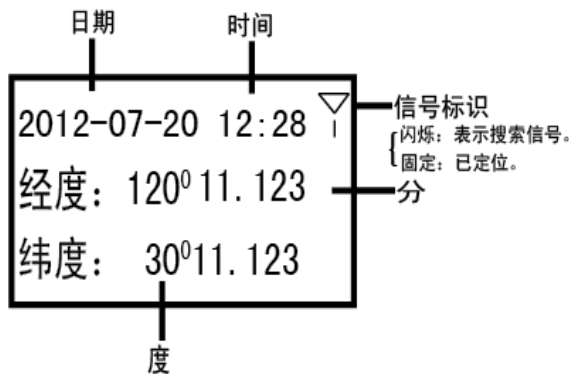 日期
时间
2012-07-20 12:28
信号标识
闪烁：表示搜索信号。
固定：已定位。
经度：120⁰11.123
分
纬度：30⁰11.123
度